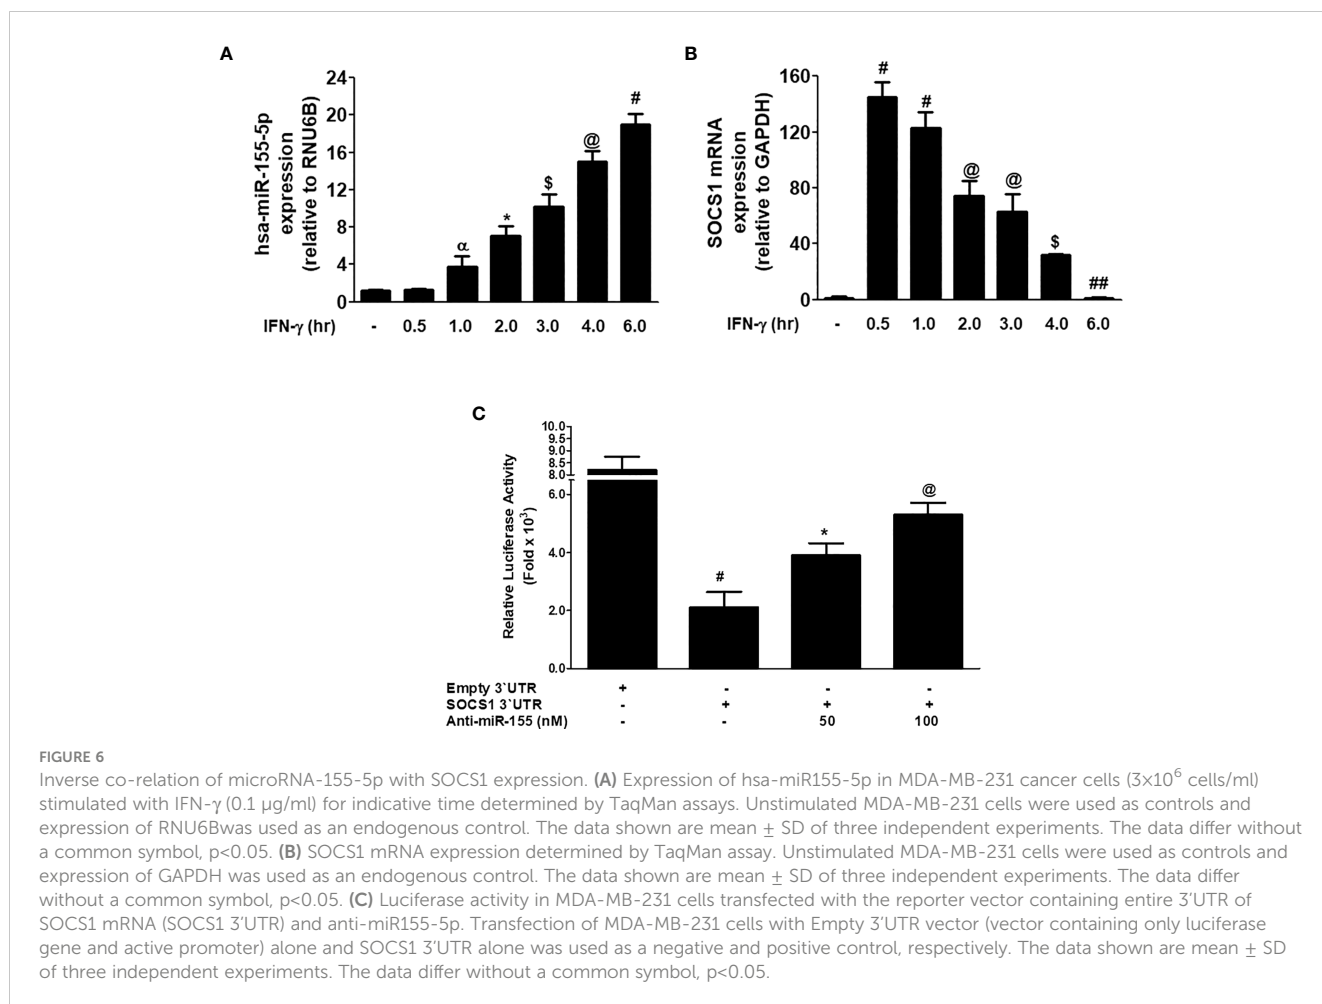 A
hsa-miR-155-5p
expression
(relative to RNU6B)
24
20
16
12
8
4
0
α
*
$
@
#
IFN-γ (hr) - 0.5 1.0 2.0 3.0 4.0 6.0
B
SOCS1 mRNA
expression
(relative to GAPDH)
160
120
80
40
0
#
#
@
@
$
##
IFN-γ (hr) - 0.5 1.0 2.0 3.0 4.0 6.0
C
Relative Luciferase Activity
(Fold x 10³)
10.0
9.5
9.0
8.5
8.0
6.0
4.0
2.0
0.0
#
*
@
Empty 3`UTR + - - -
SOCS1 3`UTR - + + +
Anti-miR-155 (nM) - - 50 100
FIGURE 6
Inverse co-relation of microRNA-155-5p with SOCS1 expression. (A) Expression of hsa-miR155-5p in MDA-MB-231 cancer cells (3×10⁶ cells/ml)
stimulated with IFN-γ (0.1 µg/ml) for indicative time determined by TaqMan assays. Unstimulated MDA-MB-231 cells were used as controls and
expression of RNU6Bwas used as an endogenous control. The data shown are mean ± SD of three independent experiments. The data differ without
a common symbol, p<0.05. (B) SOCS1 mRNA expression determined by TaqMan assay. Unstimulated MDA-MB-231 cells were used as controls and
expression of GAPDH was used as an endogenous control. The data shown are mean ± SD of three independent experiments. The data differ
without a common symbol, p<0.05. (C) Luciferase activity in MDA-MB-231 cells transfected with the reporter vector containing entire 3’UTR of
SOCS1 mRNA (SOCS1 3’UTR) and anti-miR155-5p. Transfection of MDA-MB-231 cells with Empty 3’UTR vector (vector containing only luciferase
gene and active promoter) alone and SOCS1 3’UTR alone was used as a negative and positive control, respectively. The data shown are mean ± SD
of three independent experiments. The data differ without a common symbol, p<0.05.